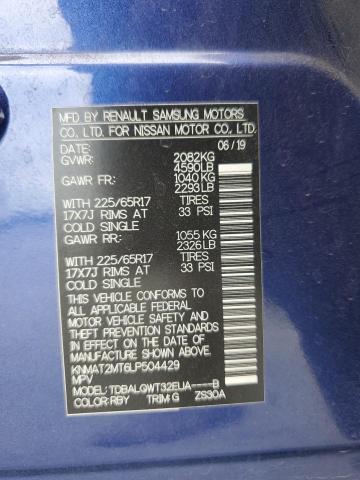 MFD BY RENAULT SAMSUNG MOTORS
CO., LTD. FOR NISSAN MOTOR CO., LTD.
DATE: 06/19
GVWR: 2082KG
4590LB
GAWR FR: 1040 KG
2293LB
WITH 225/65R17 TIRES
17X7J RIMS AT 33 PSI
COLD SINGLE
GAWR RR: 1055 KG
2326LB
WITH 225/65R17 TIRES
17X7J RIMS AT 33 PSI
COLD SINGLE
THIS VEHICLE CONFORMS TO
ALL APPLICABLE FEDERAL
MOTOR VEHICLE SAFETY AND
THEFT PREVENTION STANDARDS
IN EFFECT ON THE DATE OF
MANUFACTURE SHOWN ABOVE.
KNMAT2MT6LP504429
MPV
MODEL: TDBALQWT32EUA----B
COLOR:RBY TRIM:G ZS30A